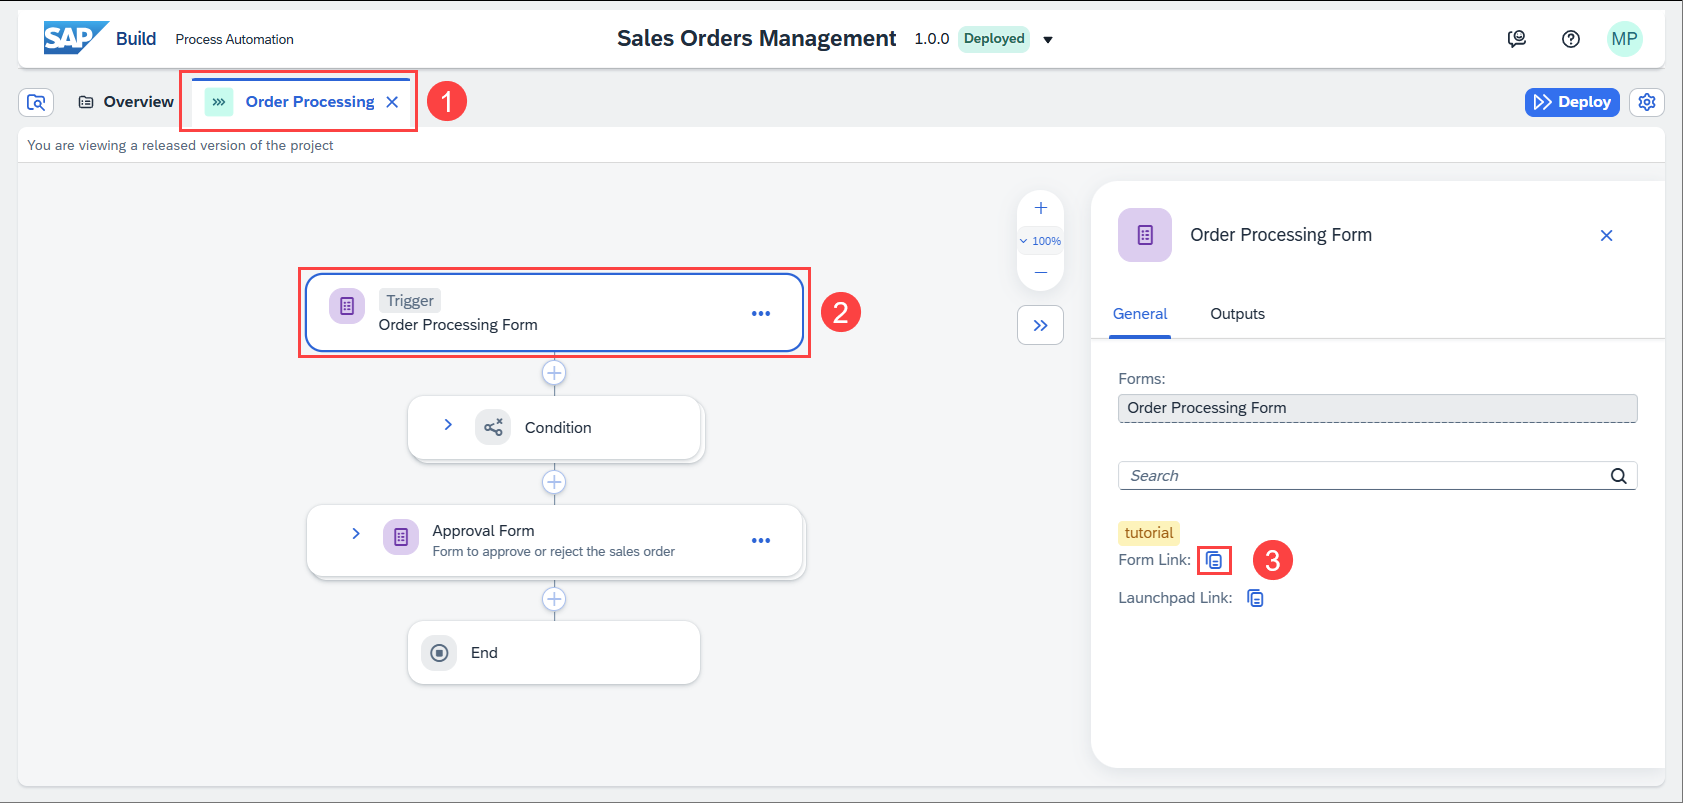 SAP Build Process Automation
Sales Orders Management 1.0.0 Deployed
MP
Overview
Order Processing
1
Deploy
You are viewing a released version of the project
100%
Trigger
Order Processing Form
2
Condition
Approval Form
Form to approve or reject the sales order
End
Order Processing Form
General Outputs
Forms:
Order Processing Form
Search
tutorial
Form Link:
3
Launchpad Link: